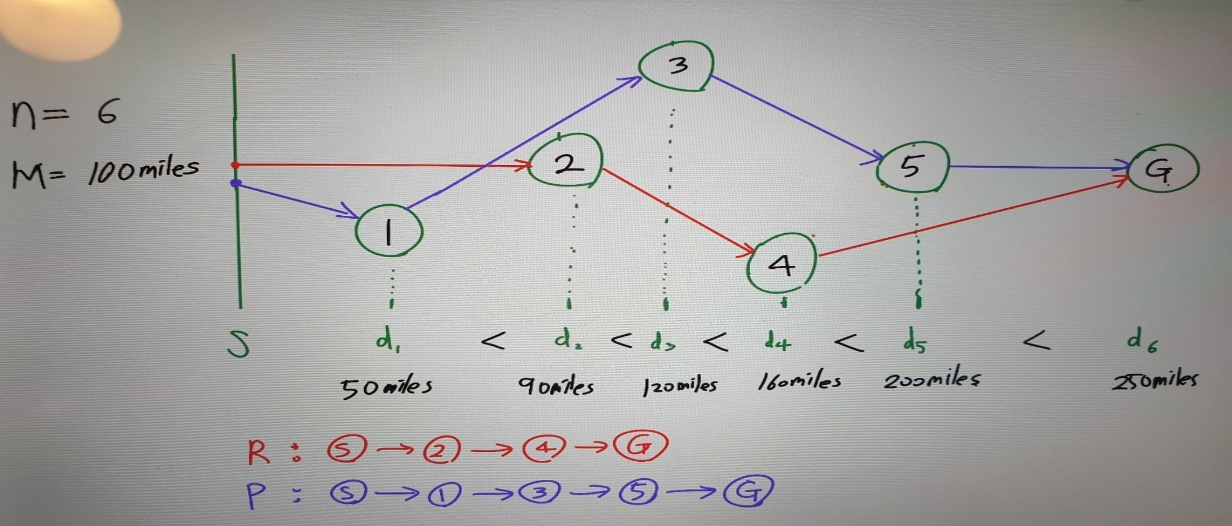 n= 6
M= 100miles
3
2
5
G
1
4
S d₁ < d₂ < d₃ < d4 < d5 < d6
50miles 90miles 120miles 160miles 200miles 250miles
R : S → 2 → 4 → G
P : S → 1 → 3 → 5 → G